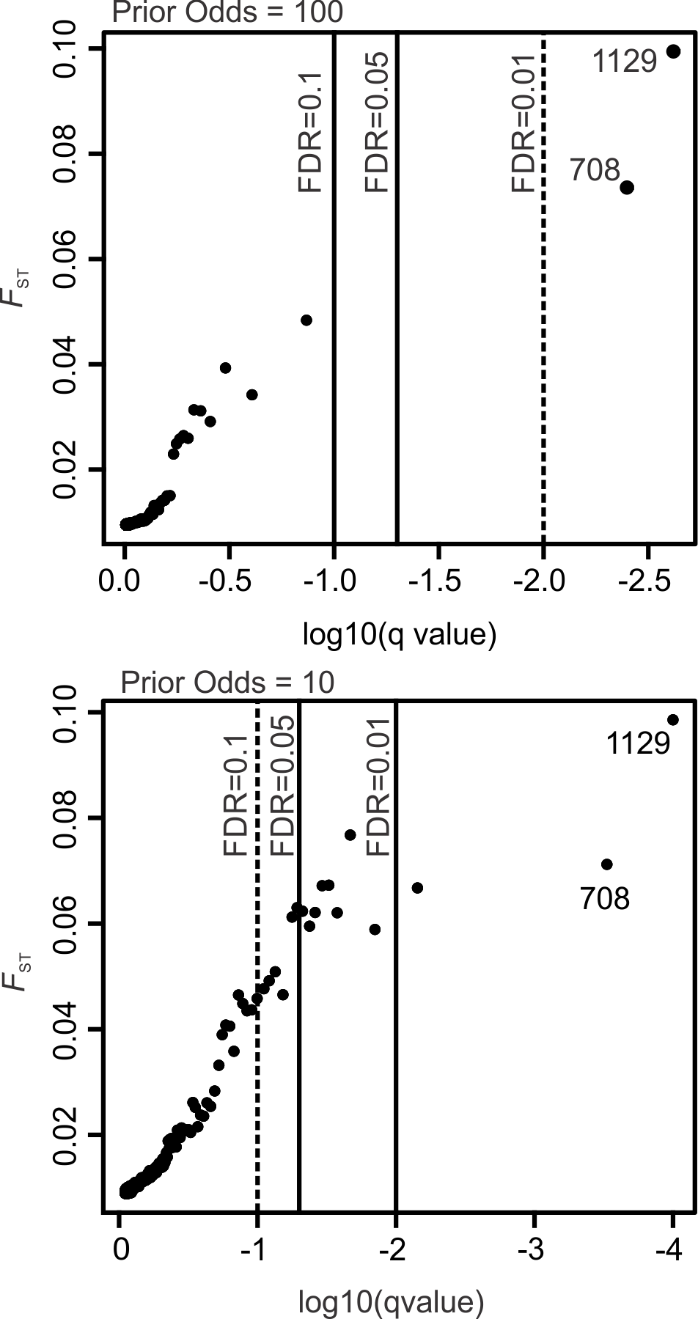 Prior Odds = 100
0.10
0.08
0.06
0.04
0.02
FST
FDR=0.1
FDR=0.05
FDR=0.01
1129
708
0.0 -0.5 -1.0 -1.5 -2.0 -2.5
log10(q value)
Prior Odds = 10
0.10
0.08
0.06
0.04
0.02
FST
FDR=0.1
FDR=0.05
FDR=0.01
1129
708
0 -1 -2 -3 -4
log10(qvalue)